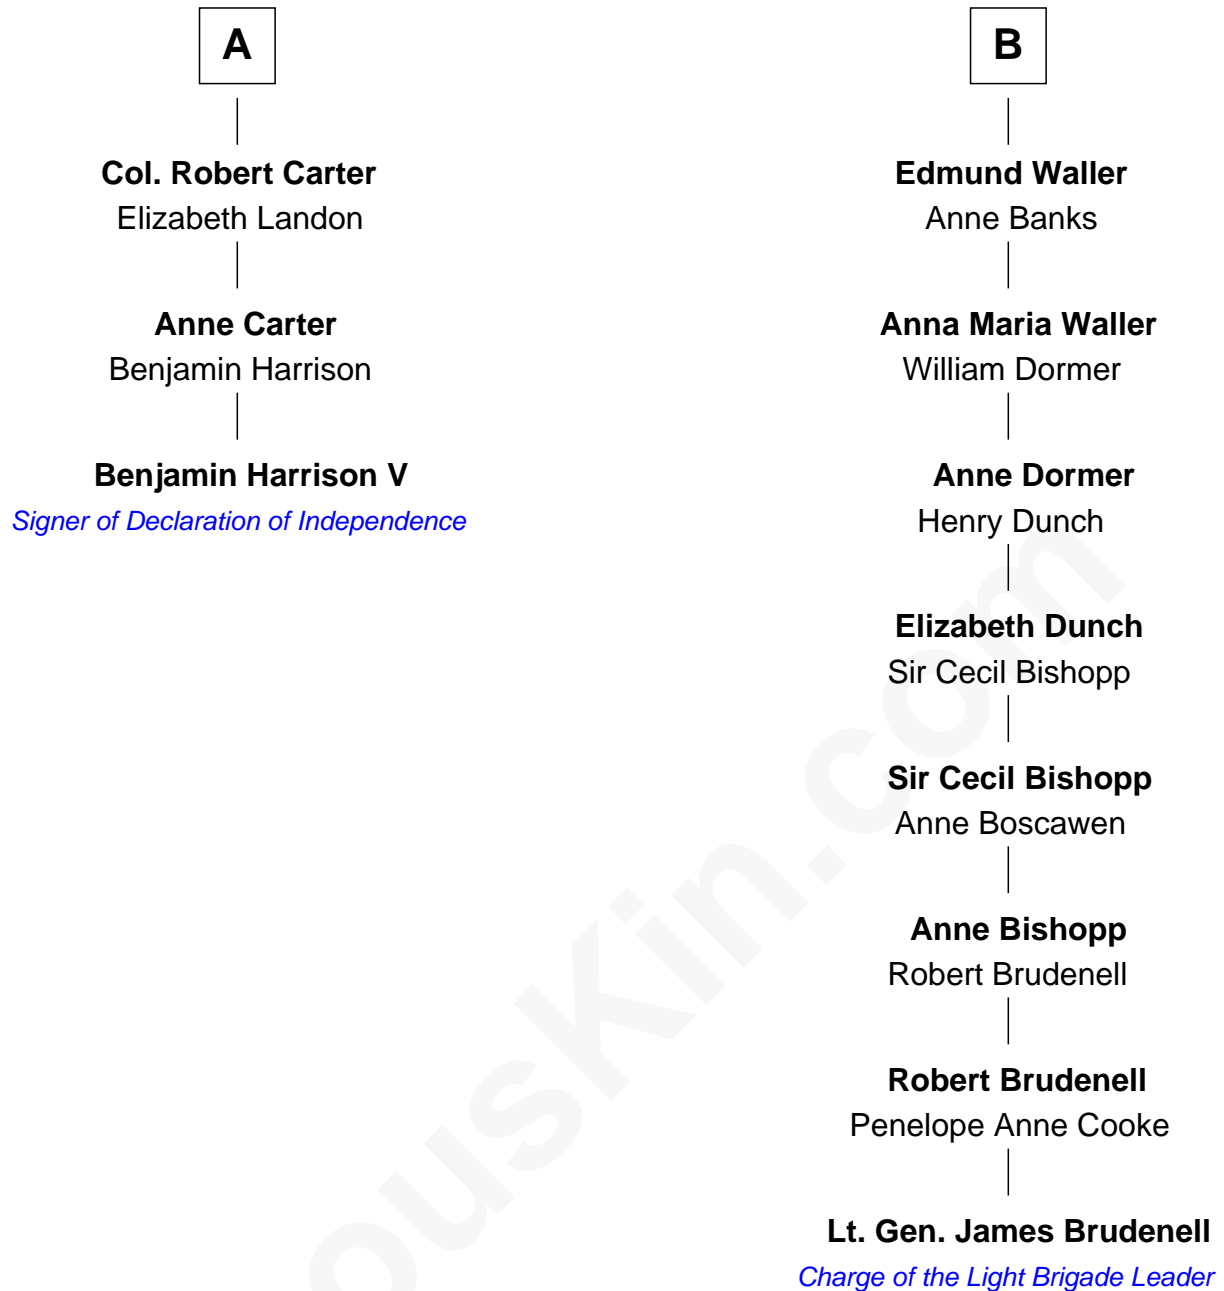 A
Col. Robert Carter
Elizabeth Landon
Anne Carter
Benjamin Harrison
Benjamin Harrison V
Signer of Declaration of Independence
B
Edmund Waller
Anne Banks
Anna Maria Waller
William Dormer
Anne Dormer
Henry Dunch
Elizabeth Dunch
Sir Cecil Bishopp
Sir Cecil Bishopp
Anne Boscawen
Anne Bishopp
Robert Brudenell
Robert Brudenell
Penelope Anne Cooke
Lt. Gen. James Brudenell
Charge of the Light Brigade Leader
ousKin.com